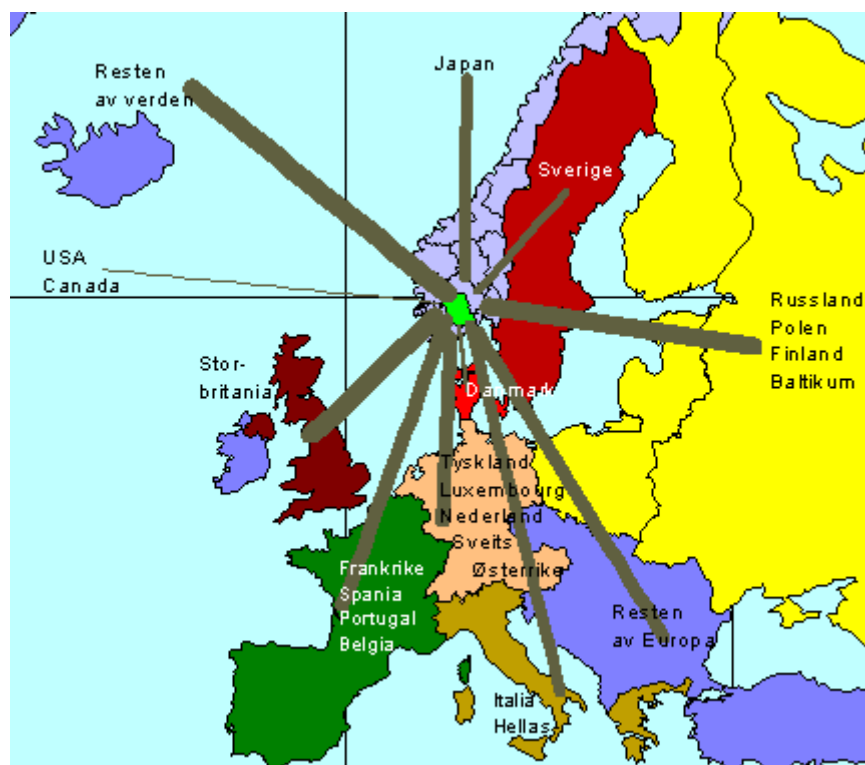 Resten
av verden
Japan
Sverige
USA
Canada
Russland
Polen
Finland
Baltikum
Stor-
britania
Danmark
Tyskland
Luxembourg
Nederland
Sveits
Østerrike
Frankrike
Spania
Portugal
Belgia
Resten
av Europa
Italia
Hellas